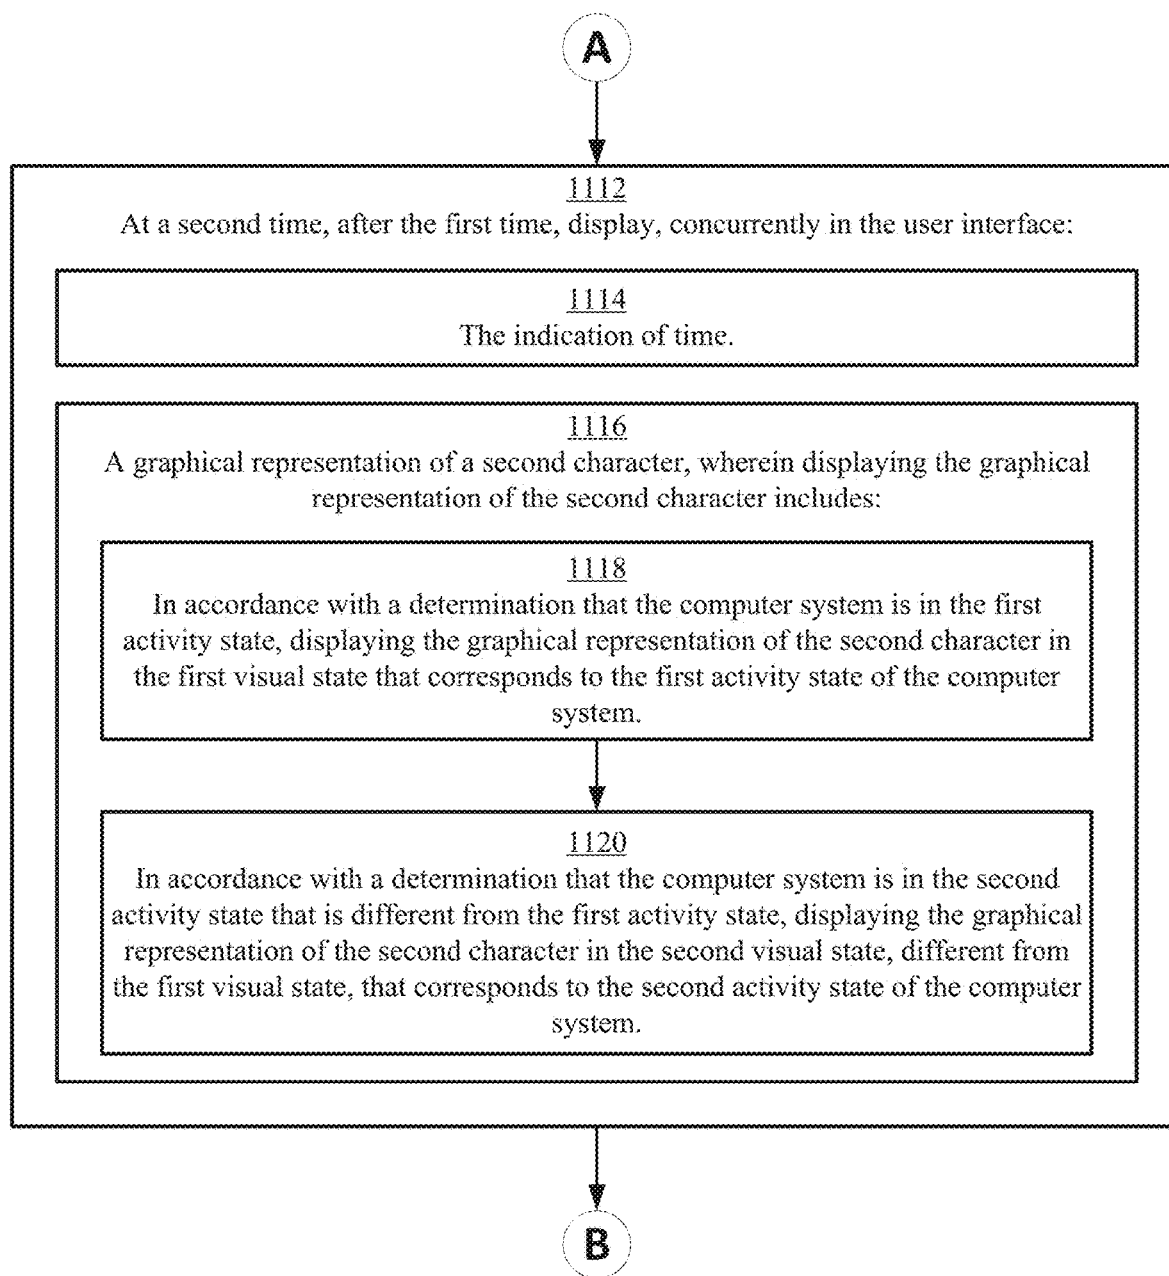 A
1112
At a second time, after the first time, display, concurrently in the user interface:
1114
The indication of time.
1116
A graphical representation of a second character, wherein displaying the graphical
representation of the second character includes:
1118
In accordance with a determination that the computer system is in the first
activity state, displaying the graphical representation of the second character in
the first visual state that corresponds to the first activity state of the computer
system.
1120
In accordance with a determination that the computer system is in the second
activity state that is different from the first activity state, displaying the graphical
representation of the second character in the second visual state, different from
the first visual state, that corresponds to the second activity state of the computer
system.
B